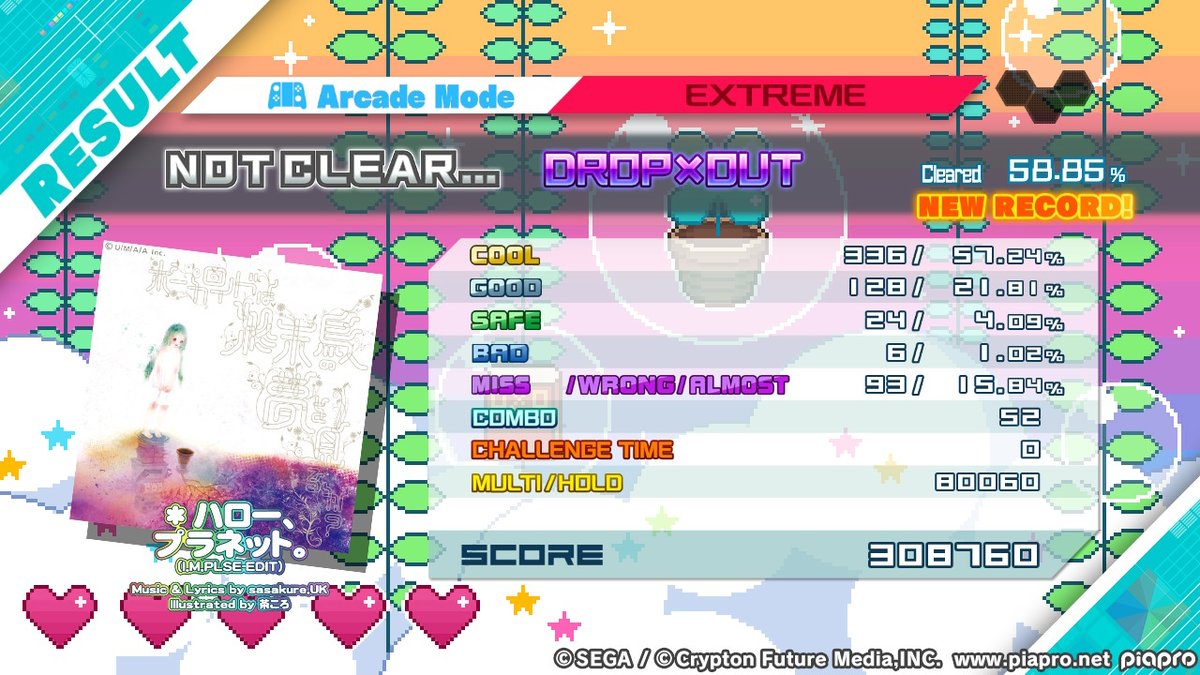 RESULT
Arcade Mode EXTREME
NOT CLEAR... DROP×OUT Cleared 58.85%
NEW RECORD!
©U/M/A/A Inc.
COOL 336/ 57.24%
GOOD 128/ 21.81%
SAFE 24/ 4.09%
BAD 6/ 1.02%
MISS /WRONG/ALMOST 93/ 15.84%
COMBO 52
CHALLENGE TIME 0
MULTI/HOLD 80060
SCORE 308760
*ハロー、
プラネット。
(I.M.PLSE-EDIT)
Music & Lyrics by sasakure.UK
Illustrated by 茶ころ
©SEGA / ©Crypton Future Media,INC. www.piapro.net piapro